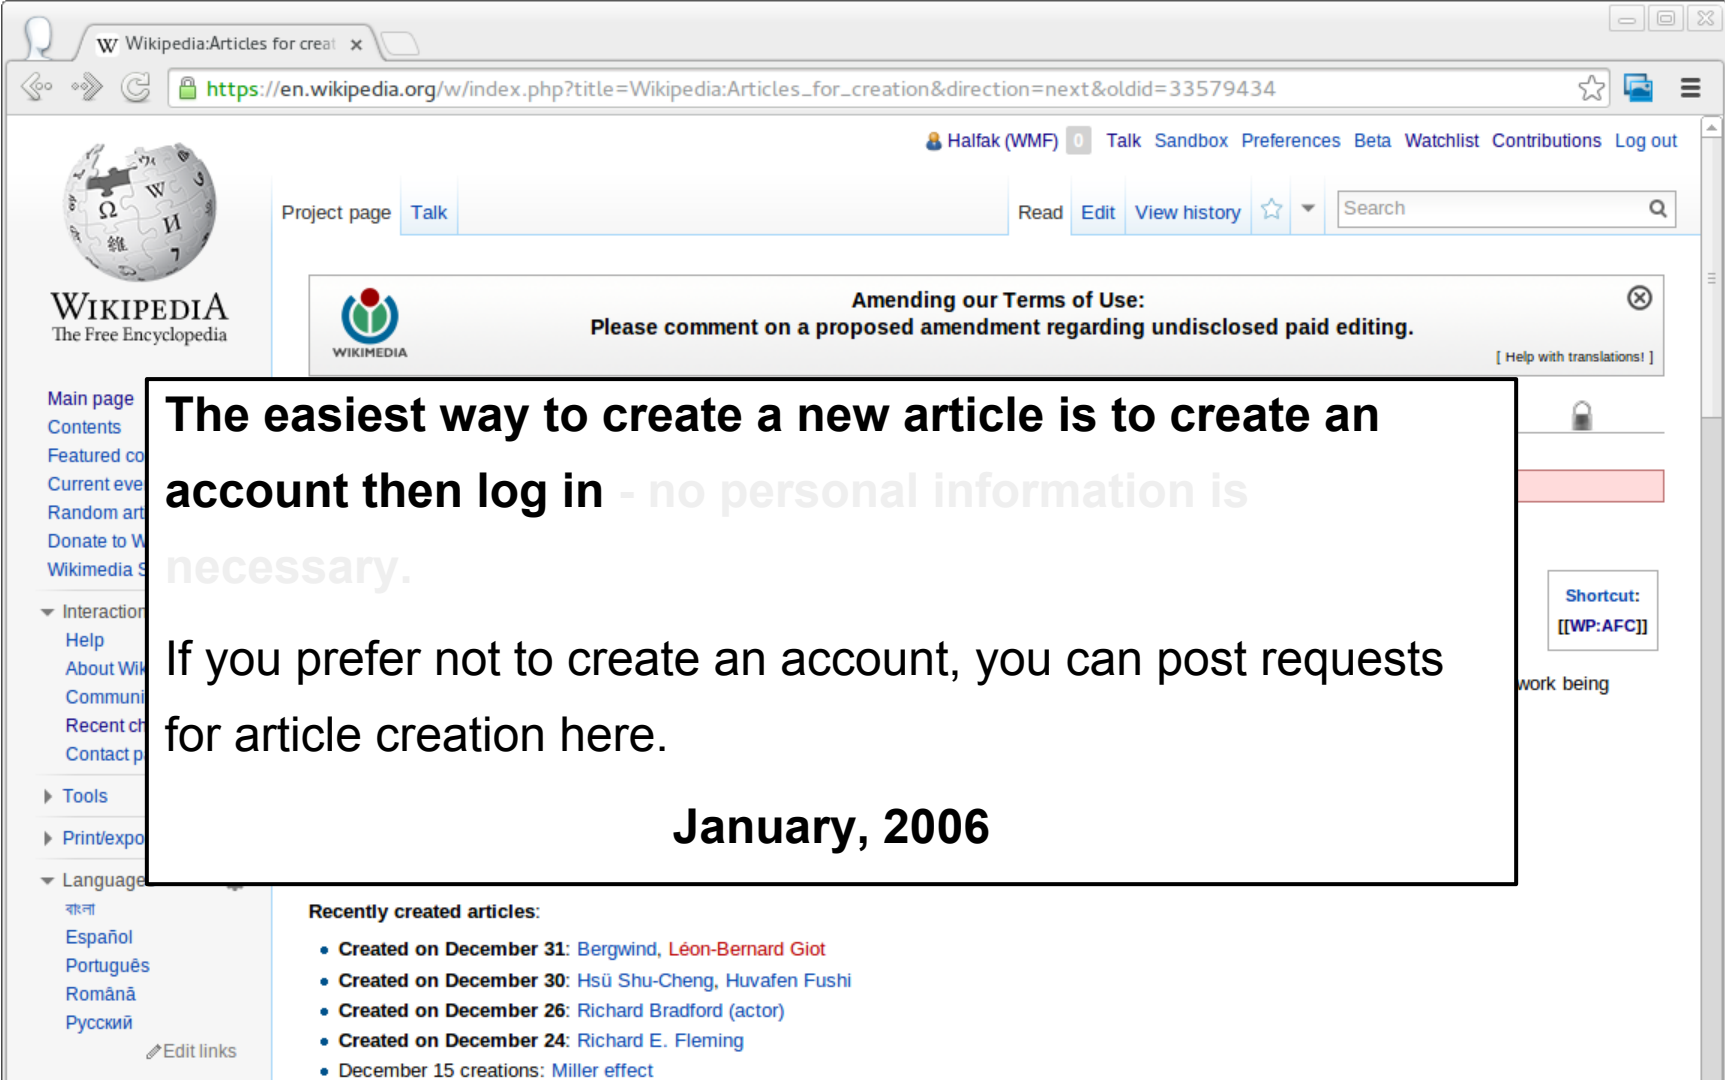 Wikipedia:Articles for creat
https://en.wikipedia.org/w/index.php?title=Wikipedia:Articles_for_creation&direction=next&oldid=33579434
Halfak (WMF) 0 Talk Sandbox Preferences Beta Watchlist Contributions Log out
Project page Talk Read Edit View history Search
WIKIPEDIA
The Free Encyclopedia
Amending our Terms of Use:
Please comment on a proposed amendment regarding undisclosed paid editing.
WIKIMEDIA
[ Help with translations! ]
Main page
Contents
Featured co
Current eve
Random art
Donate to W
Wikimedia S
Interaction
Help
About Wik
Communi
Recent ch
Contact p
Tools
Print/expo
Language
বাংলা
Español
Português
Română
Русский
Edit links
The easiest way to create a new article is to create an
account then log in - no personal information is
necessary.
If you prefer not to create an account, you can post requests
for article creation here.
January, 2006
Shortcut:
[[WP:AFC]]
work being
Recently created articles:
Created on December 31: Bergwind, Léon-Bernard Giot
Created on December 30: Hsü Shu-Cheng, Huvafen Fushi
Created on December 26: Richard Bradford (actor)
Created on December 24: Richard E. Fleming
December 15 creations: Miller effect